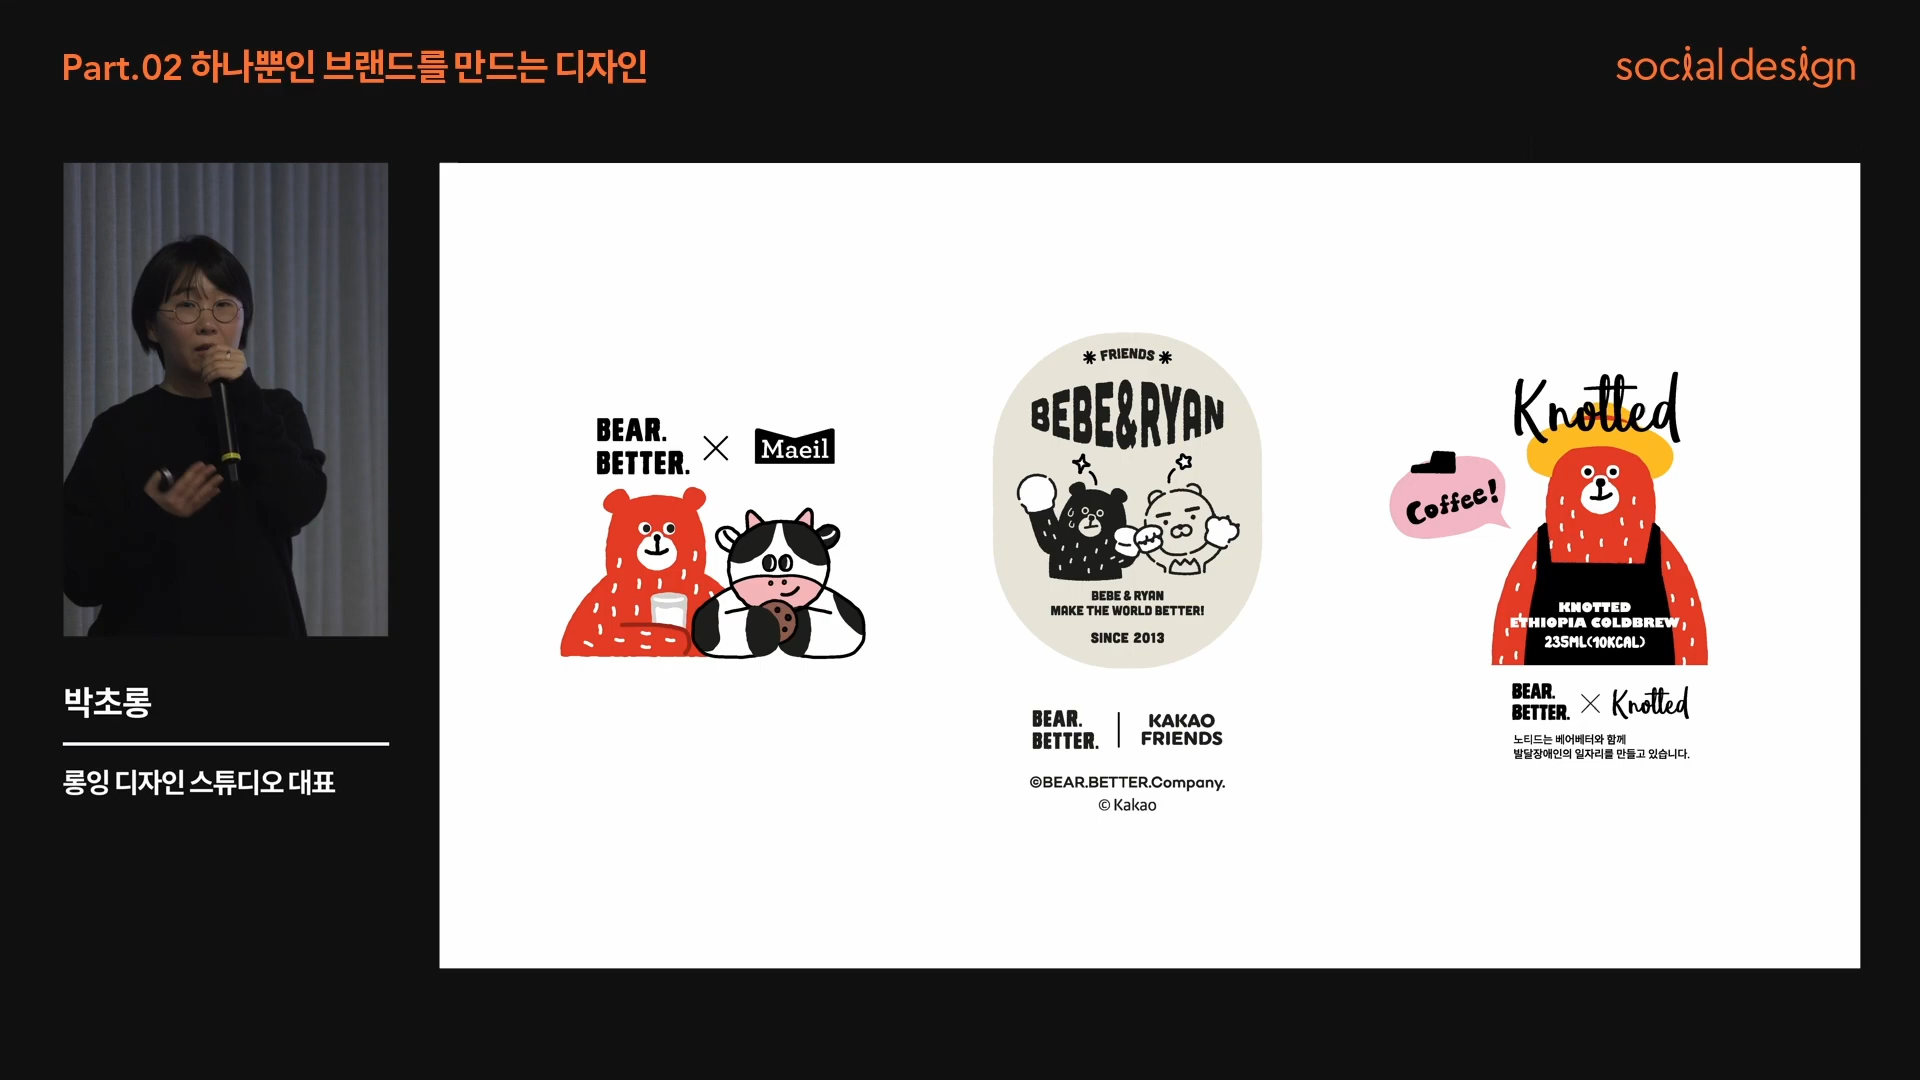 Part.02 하나뿐인 브랜드를 만드는 디자인
social design
박초롱
롱잉 디자인 스튜디오 대표
BEAR.
BETTER.
Maeil
FRIENDS
BEBE&RYAN
BEBE & RYAN
MAKE THE WORLD BETTER!
SINCE 2013
BEAR.
BETTER.
KAKAO
FRIENDS
©BEAR.BETTER.Company.
© Kakao
Knotted
Coffee!
KNOTTED
ETHIOPIA COLDBREW
235ML(10KCAL)
BEAR.
BETTER.
Knotted
노티드는 베어베터와 함께
발달장애인의 일자리를 만들고 있습니다.